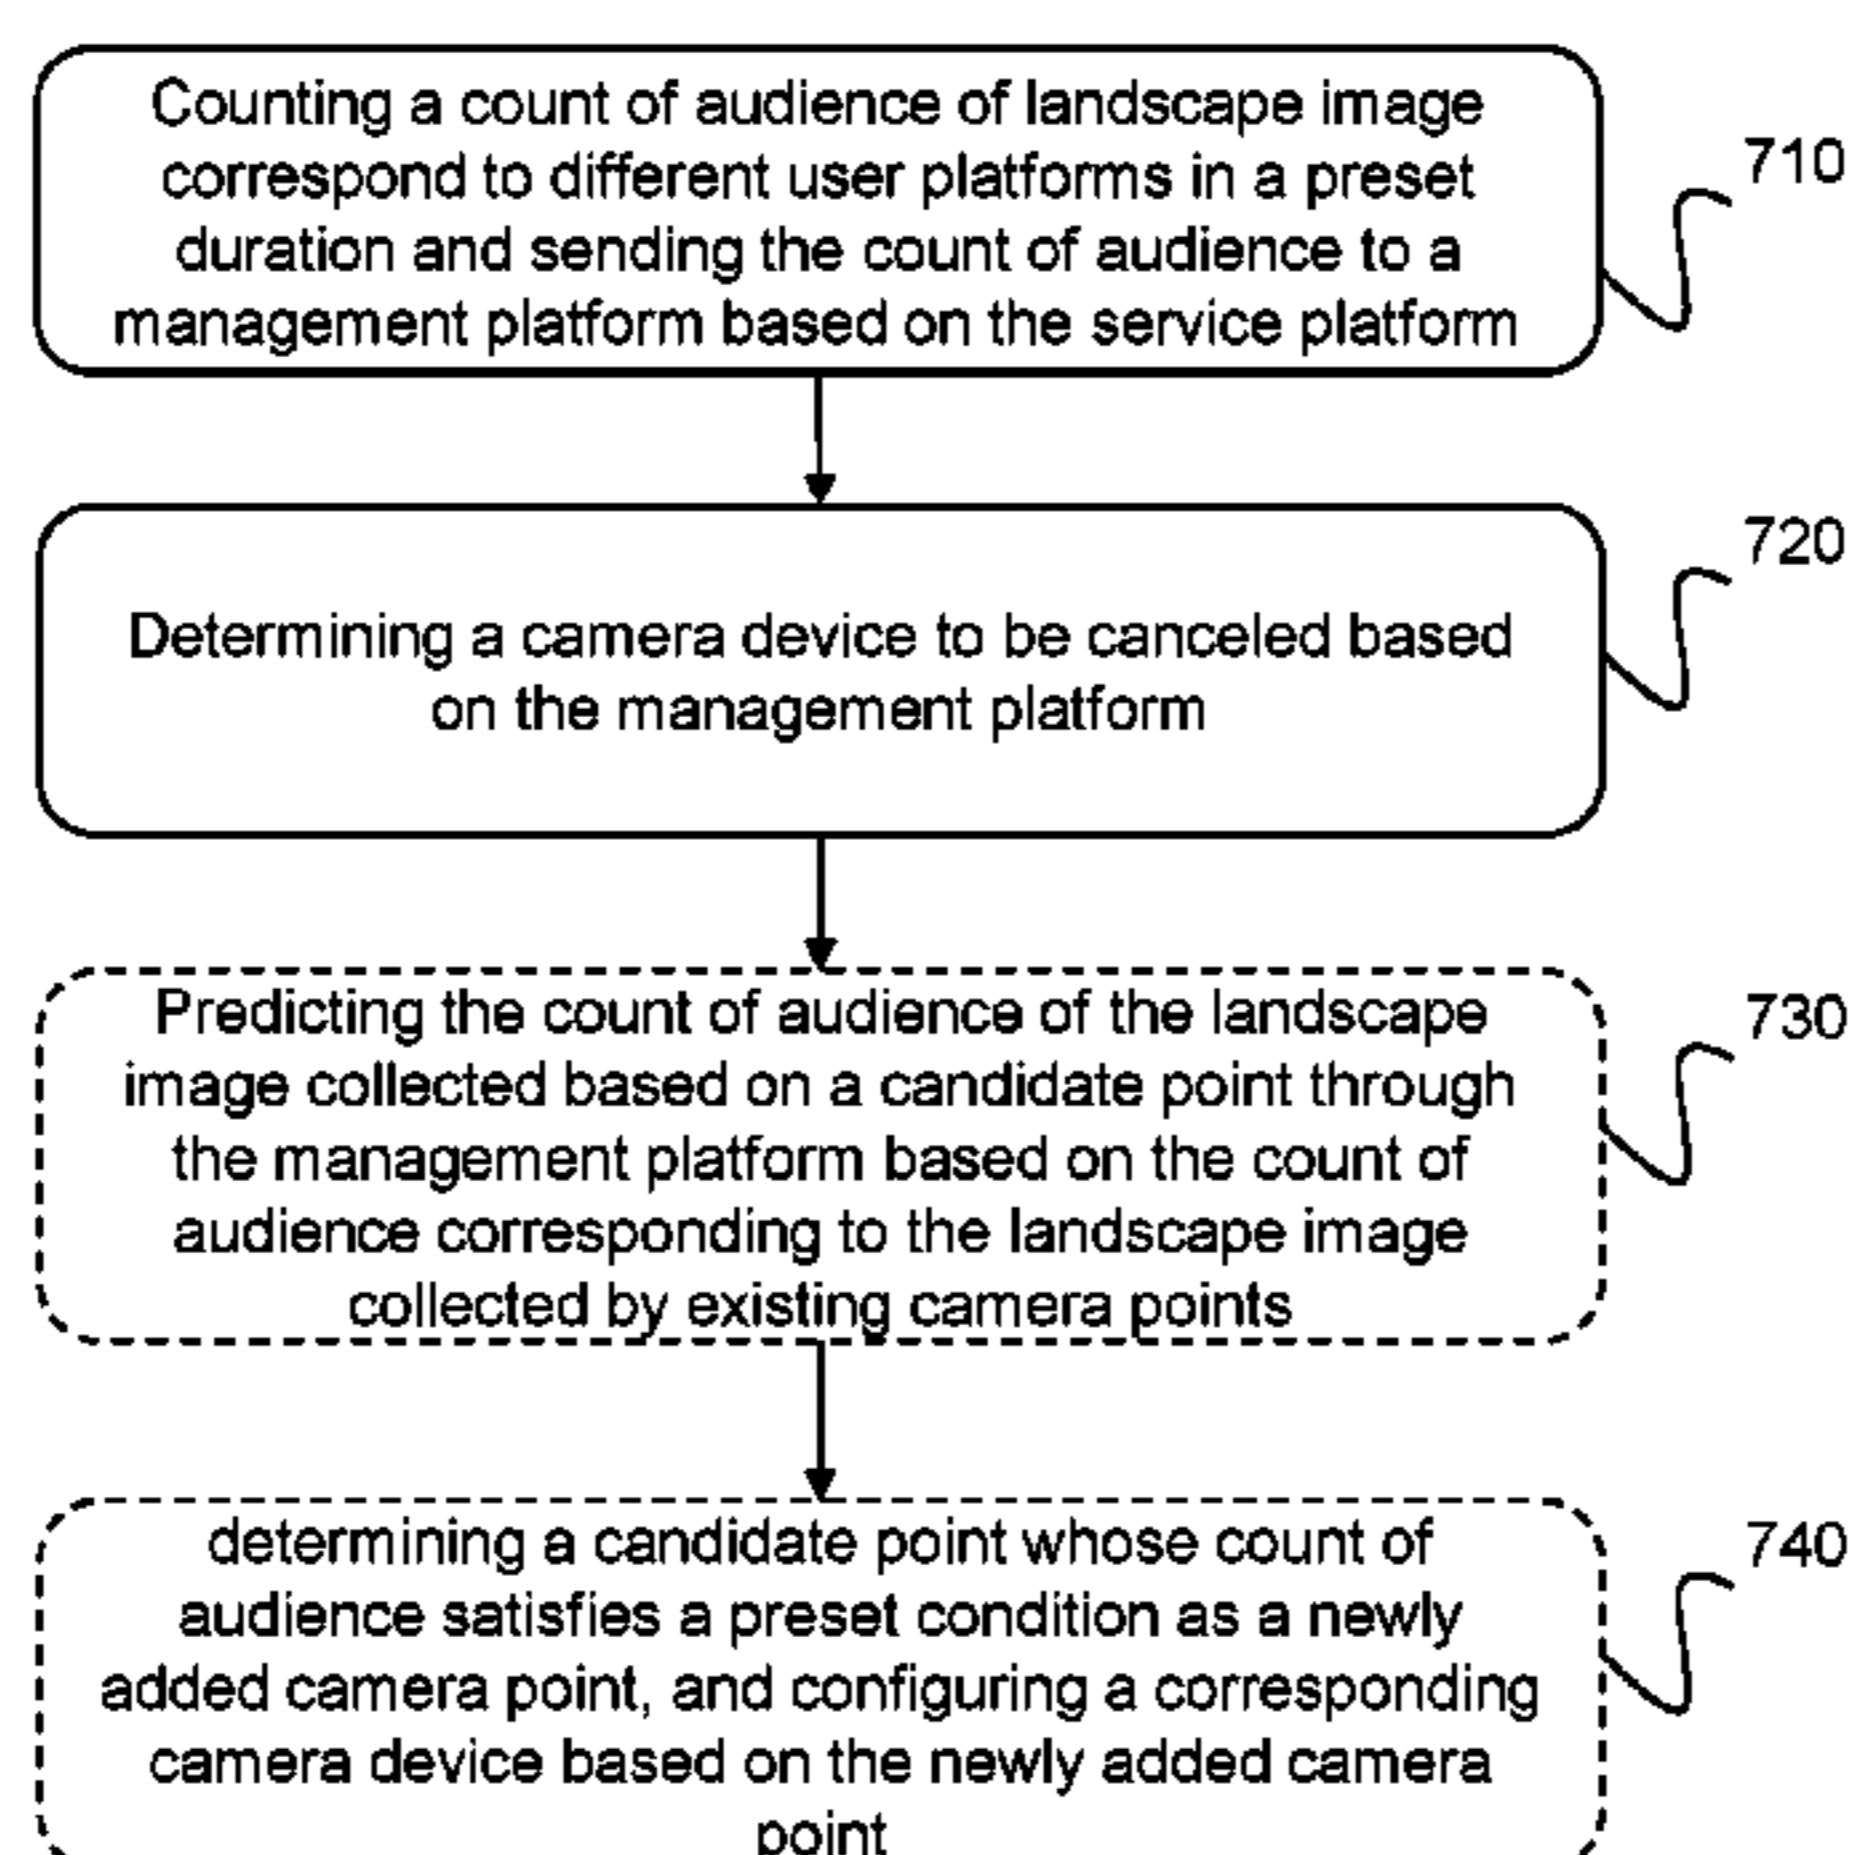 Counting a count of audience of landscape image
correspond to different user platforms in a preset
duration and sending the count of audience to a
management platform based on the service platform
710
Determining a camera device to be canceled based
on the management platform
720
Predicting the count of audience of the landscape
image collected based on a candidate point through
the management platform based on the count of
audience corresponding to the landscape image
collected by existing camera points
730
determining a candidate point whose count of
audience satisfies a preset condition as a newly
added camera point, and configuring a corresponding
camera device based on the newly added camera
point
740